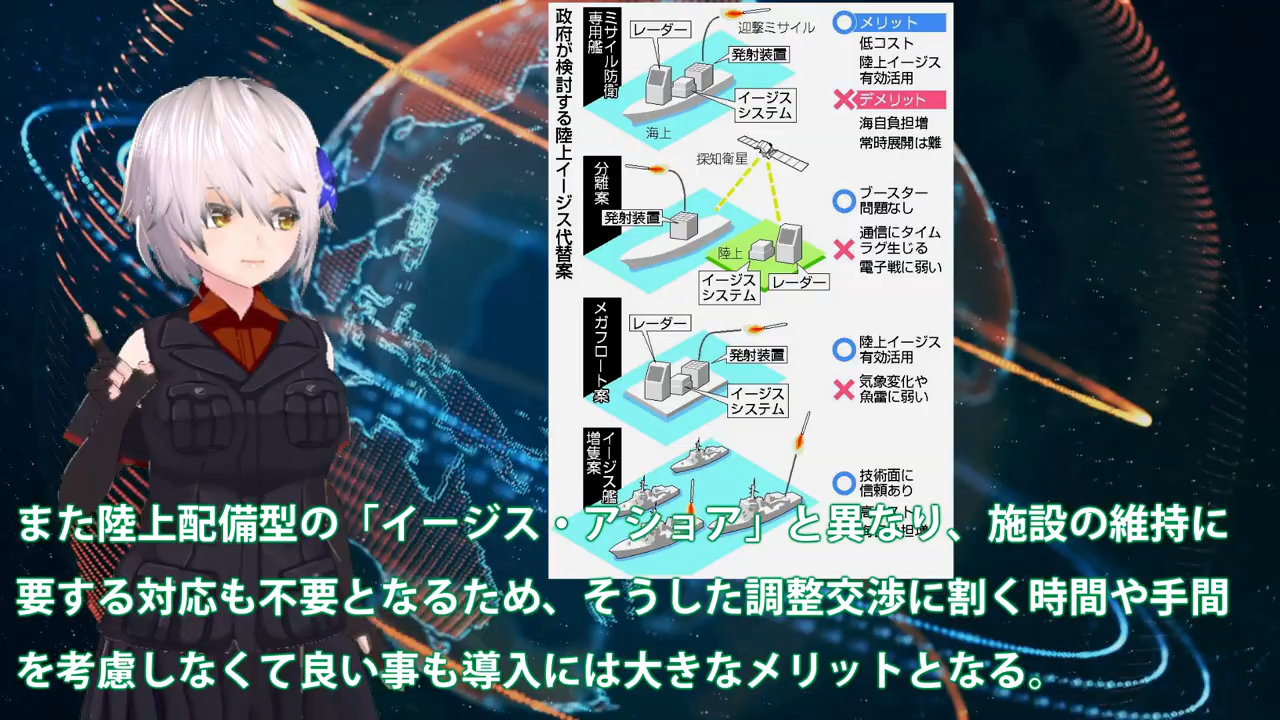 政府が検討する陸上イージス代替案
ミサイル防衛
専用艦
レーダー
迎撃ミサイル
発射装置
イージス
システム
海上
メリット
低コスト
陸上イージス
有効活用
デメリット
海自負担増
常時展開は難
分離案
探知衛星
発射装置
陸上
イージス
システム
レーダー
ブースター
問題なし
通信にタイム
ラグ生じる
電子戦に弱い
メガフロート案
レーダー
発射装置
イージス
システム
陸上イージス
有効活用
気象変化や
魚雷に弱い
イージス艦
増隻案
技術面に
信頼あり
また陸上配備型の「イージス・アショア」と異なり、施設の維持に
要する対応も不要となるため、そうした調整交渉に割く時間や手間
を考慮しなくて良い事も導入には大きなメリットとなる。